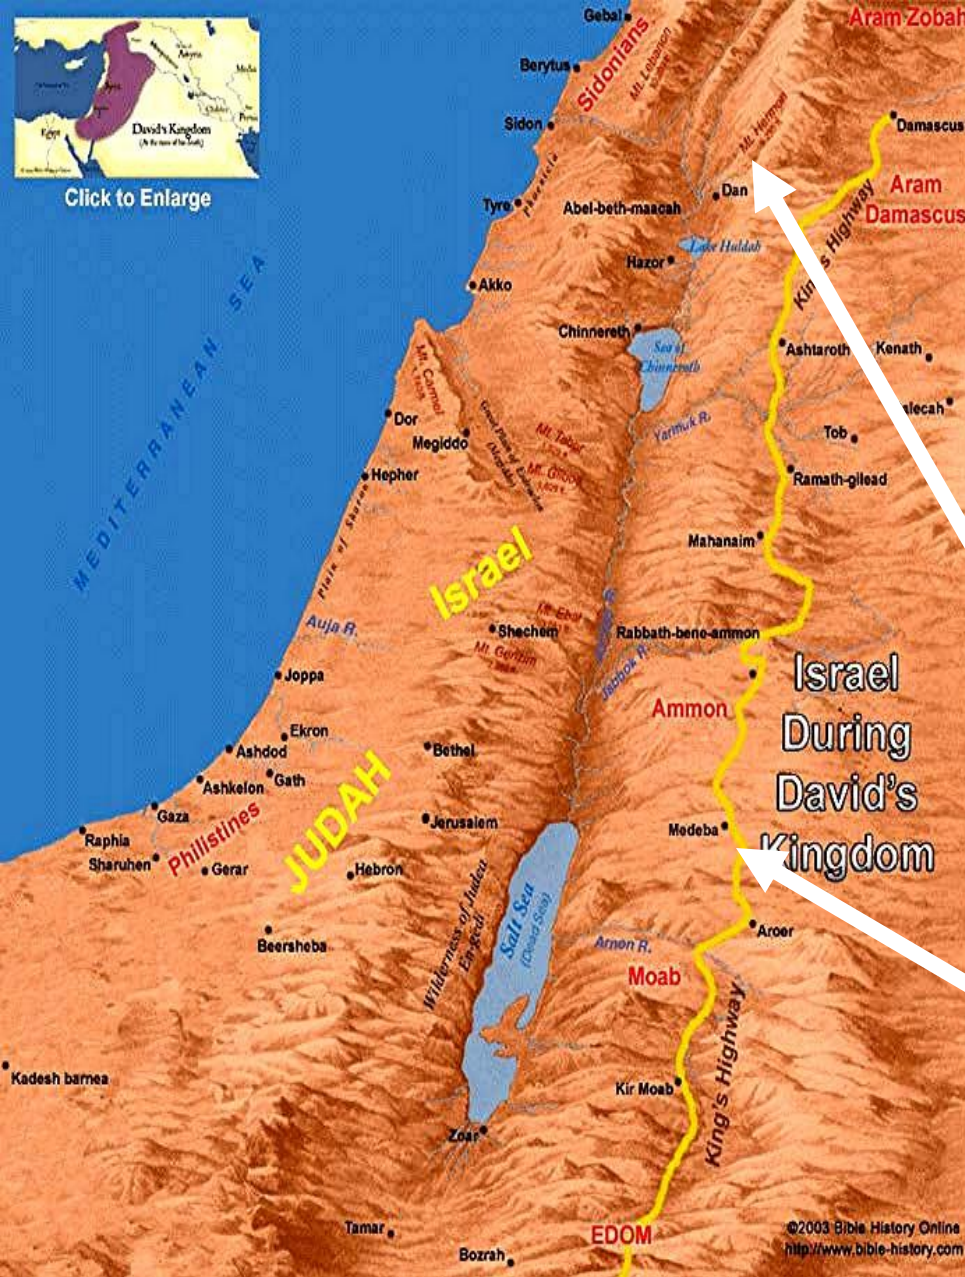 Gebal
Aram Zobah
Sidonians
Mt. Lebanon
Berytus
Sidon
Mt. Hermon
Damascus
Assyria
Media
Egypt
David's Kingdom
Click to Enlarge
Phoenicia
Tyre
Dan
Abel-beth-maacah
Aram
Damascus
King's Highway
Lake Huldah
Hazor
MEDITERRANEAN SEA
Akko
Chinnereth
Sea of
Chinnereth
Ashtaroth
Kenath
Mt. Carmel
Dor
Megiddo
Yarmuk R.
Mt. Tabor
Tob
Hepher
Mt. Gilboa
Ramath-gilead
Plain of Sharon
Mahanaim
Israel
Mt. Ebal
Auja R.
Shechem
Rabbath-bene-ammon
Mt. Gerizim
Jabbok R.
Joppa
Ammon
Israel
During
David's
Kingdom
Ekron
Ashdod
Bethel
Gath
Ashkelon
JUDAH
Gaza
Philistines
Jerusalem
Medeba
Raphia
Sharuhen
Gerar
Hebron
Wilderness of Judea
Engedi
Salt Sea
(Dead Sea)
Beersheba
Aroer
Arnon R.
Moab
King's Highway
Kadesh barnea
Kir Moab
Zoar
Tamar
EDOM
Bozrah
©2003 Bible History Online
http://www.bible-history.com